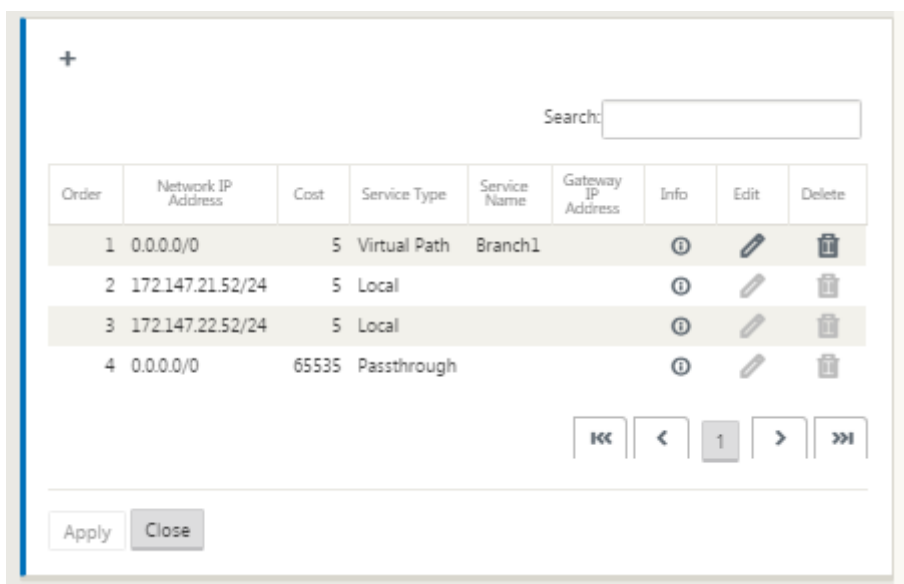 +
Search:
Order Network IP Address Cost Service Type Service Name Gateway IP Address Info Edit Delete
1 0.0.0.0/0 5 Virtual Path Branch1
2 172.147.21.52/24 5 Local
3 172.147.22.52/24 5 Local
4 0.0.0.0/0 65535 Passthrough
1
Apply Close